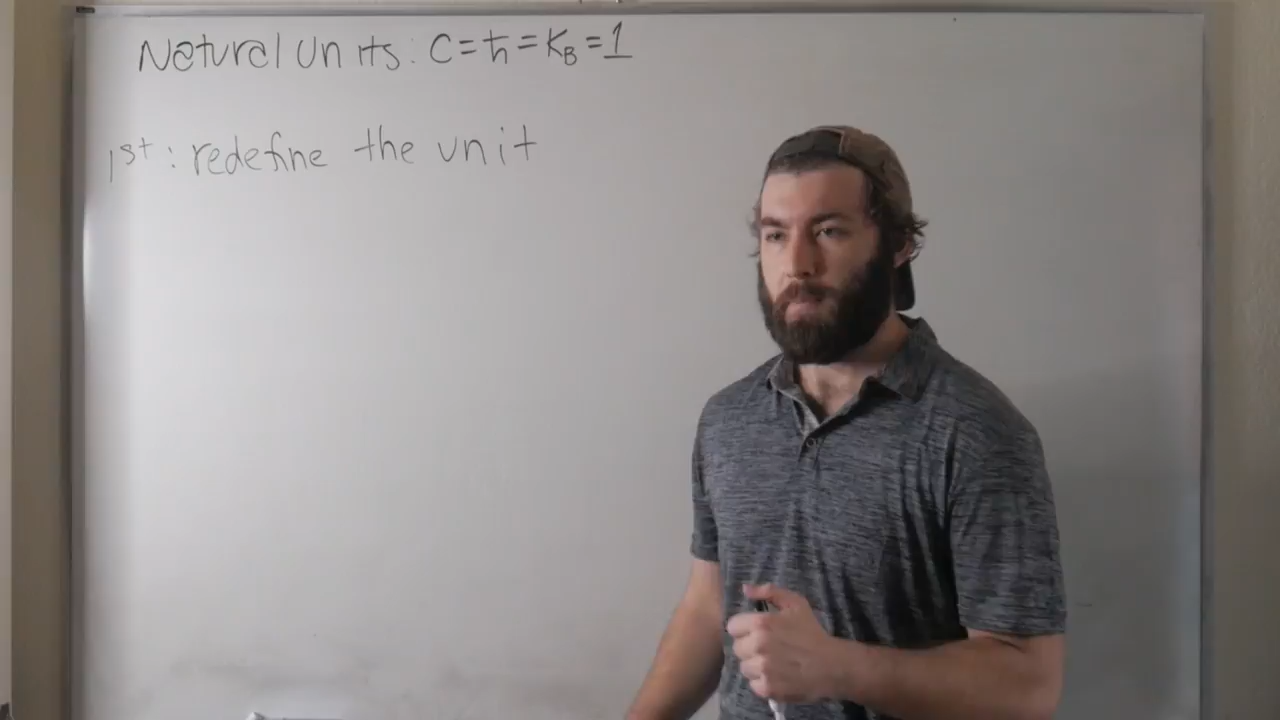 Natural Units: C=ħ=K_B=1
1st: redefine the unit